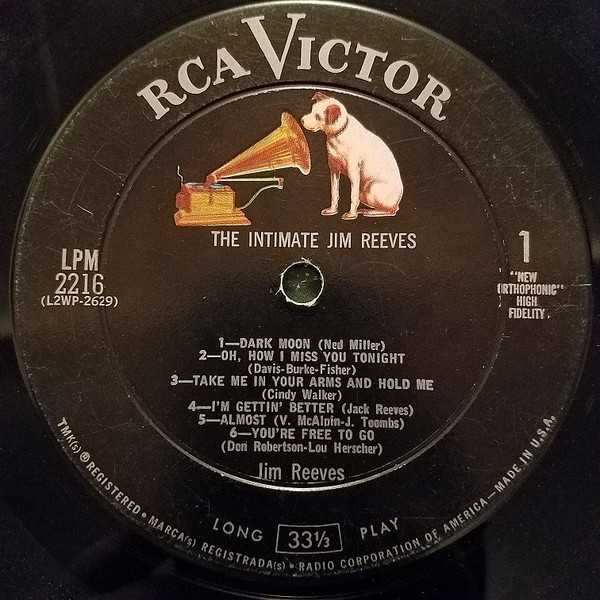 RCA VICTOR
THE INTIMATE JIM REEVES
LPM
2216
(L2WP-2629)
1
"NEW
ORTHOPHONIC"
HIGH
FIDELITY.
1—DARK MOON (Ned Miller)
2—OH, HOW I MISS YOU TONIGHT
(Davis-Burke-Fisher)
3—TAKE ME IN YOUR ARMS AND HOLD ME
(Cindy Walker)
4—I'M GETTIN' BETTER (Jack Reeves)
5—ALMOST (V. McAlpin-J. Toombs)
6—YOU'RE FREE TO GO
(Don Robertson-Lou Herscher)
Jim Reeves
LONG 33⅓ PLAY
TMK(s) ® REGISTERED • MARCA(s) REGISTRADA(s) • RADIO CORPORATION OF AMERICA—MADE IN U.S.A.